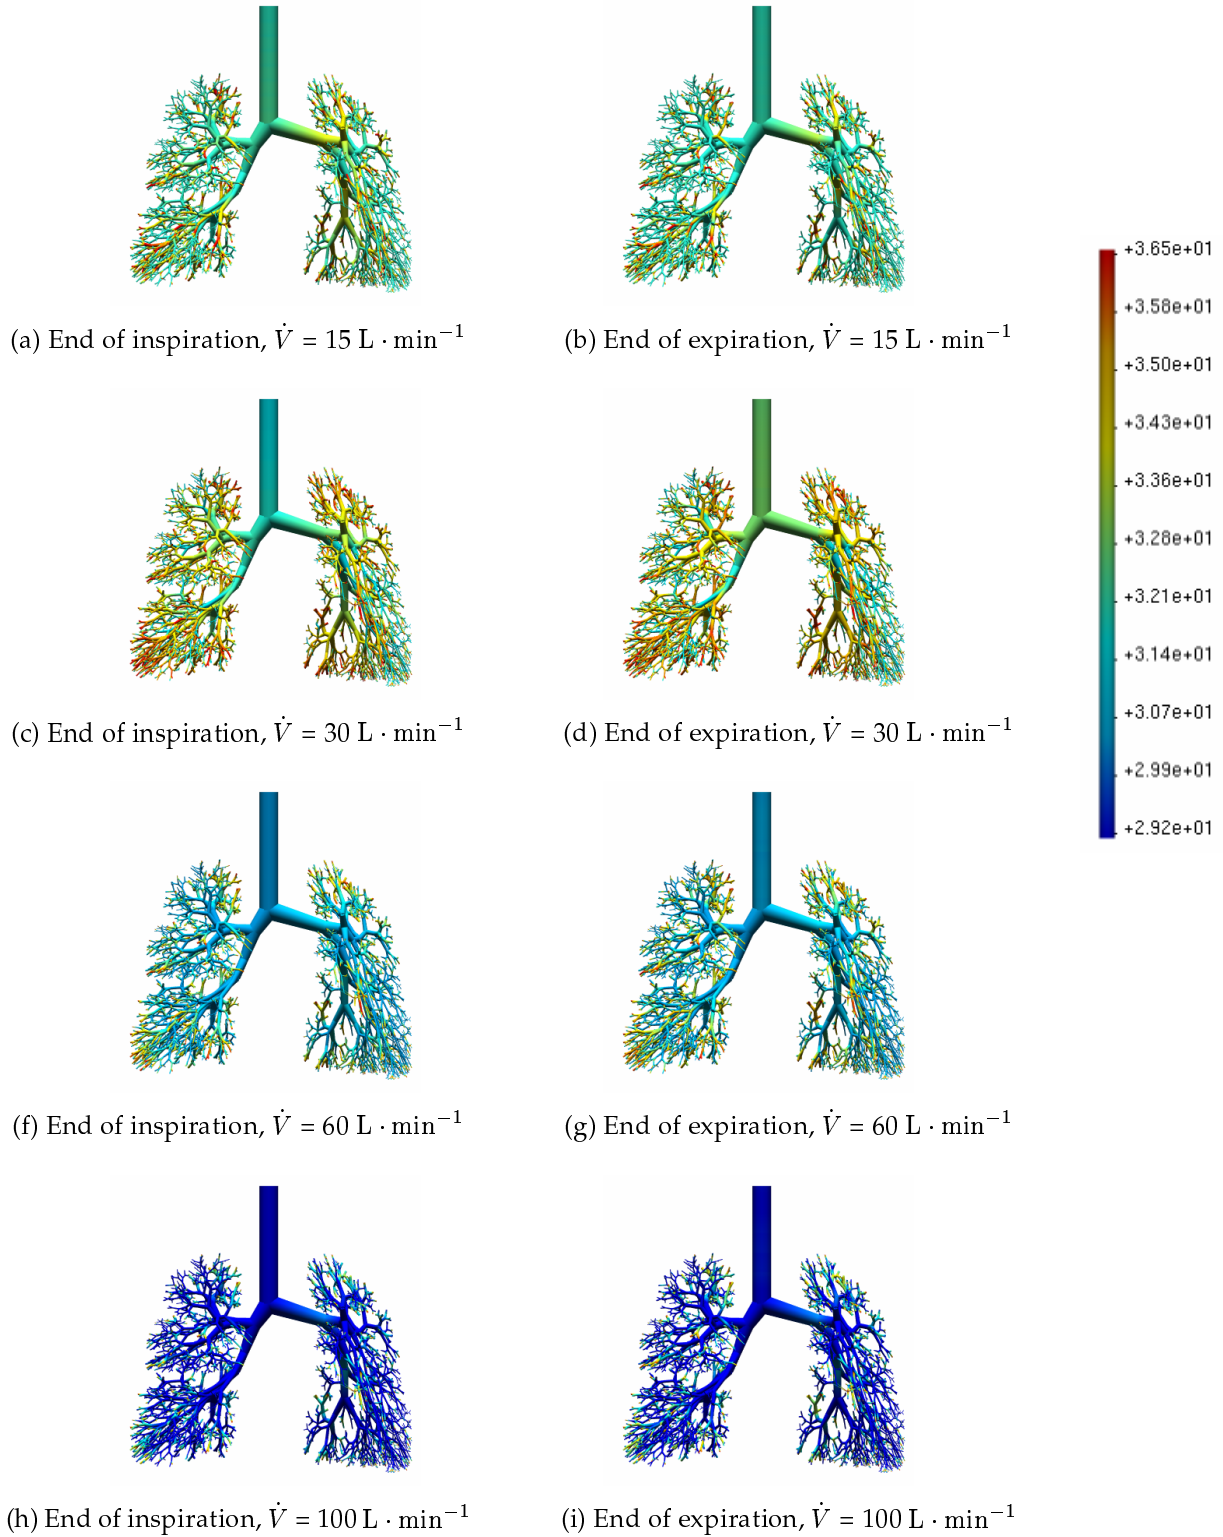 (a) End of inspiration, V̇ = 15 L · min⁻¹
(b) End of expiration, V̇ = 15 L · min⁻¹
+3.65e+01
+3.58e+01
+3.50e+01
+3.43e+01
+3.36e+01
+3.28e+01
+3.21e+01
+3.14e+01
+3.07e+01
+2.99e+01
+2.92e+01
(c) End of inspiration, V̇ = 30 L · min⁻¹
(d) End of expiration, V̇ = 30 L · min⁻¹
(f) End of inspiration, V̇ = 60 L · min⁻¹
(g) End of expiration, V̇ = 60 L · min⁻¹
(h) End of inspiration, V̇ = 100 L · min⁻¹
(i) End of expiration, V̇ = 100 L · min⁻¹